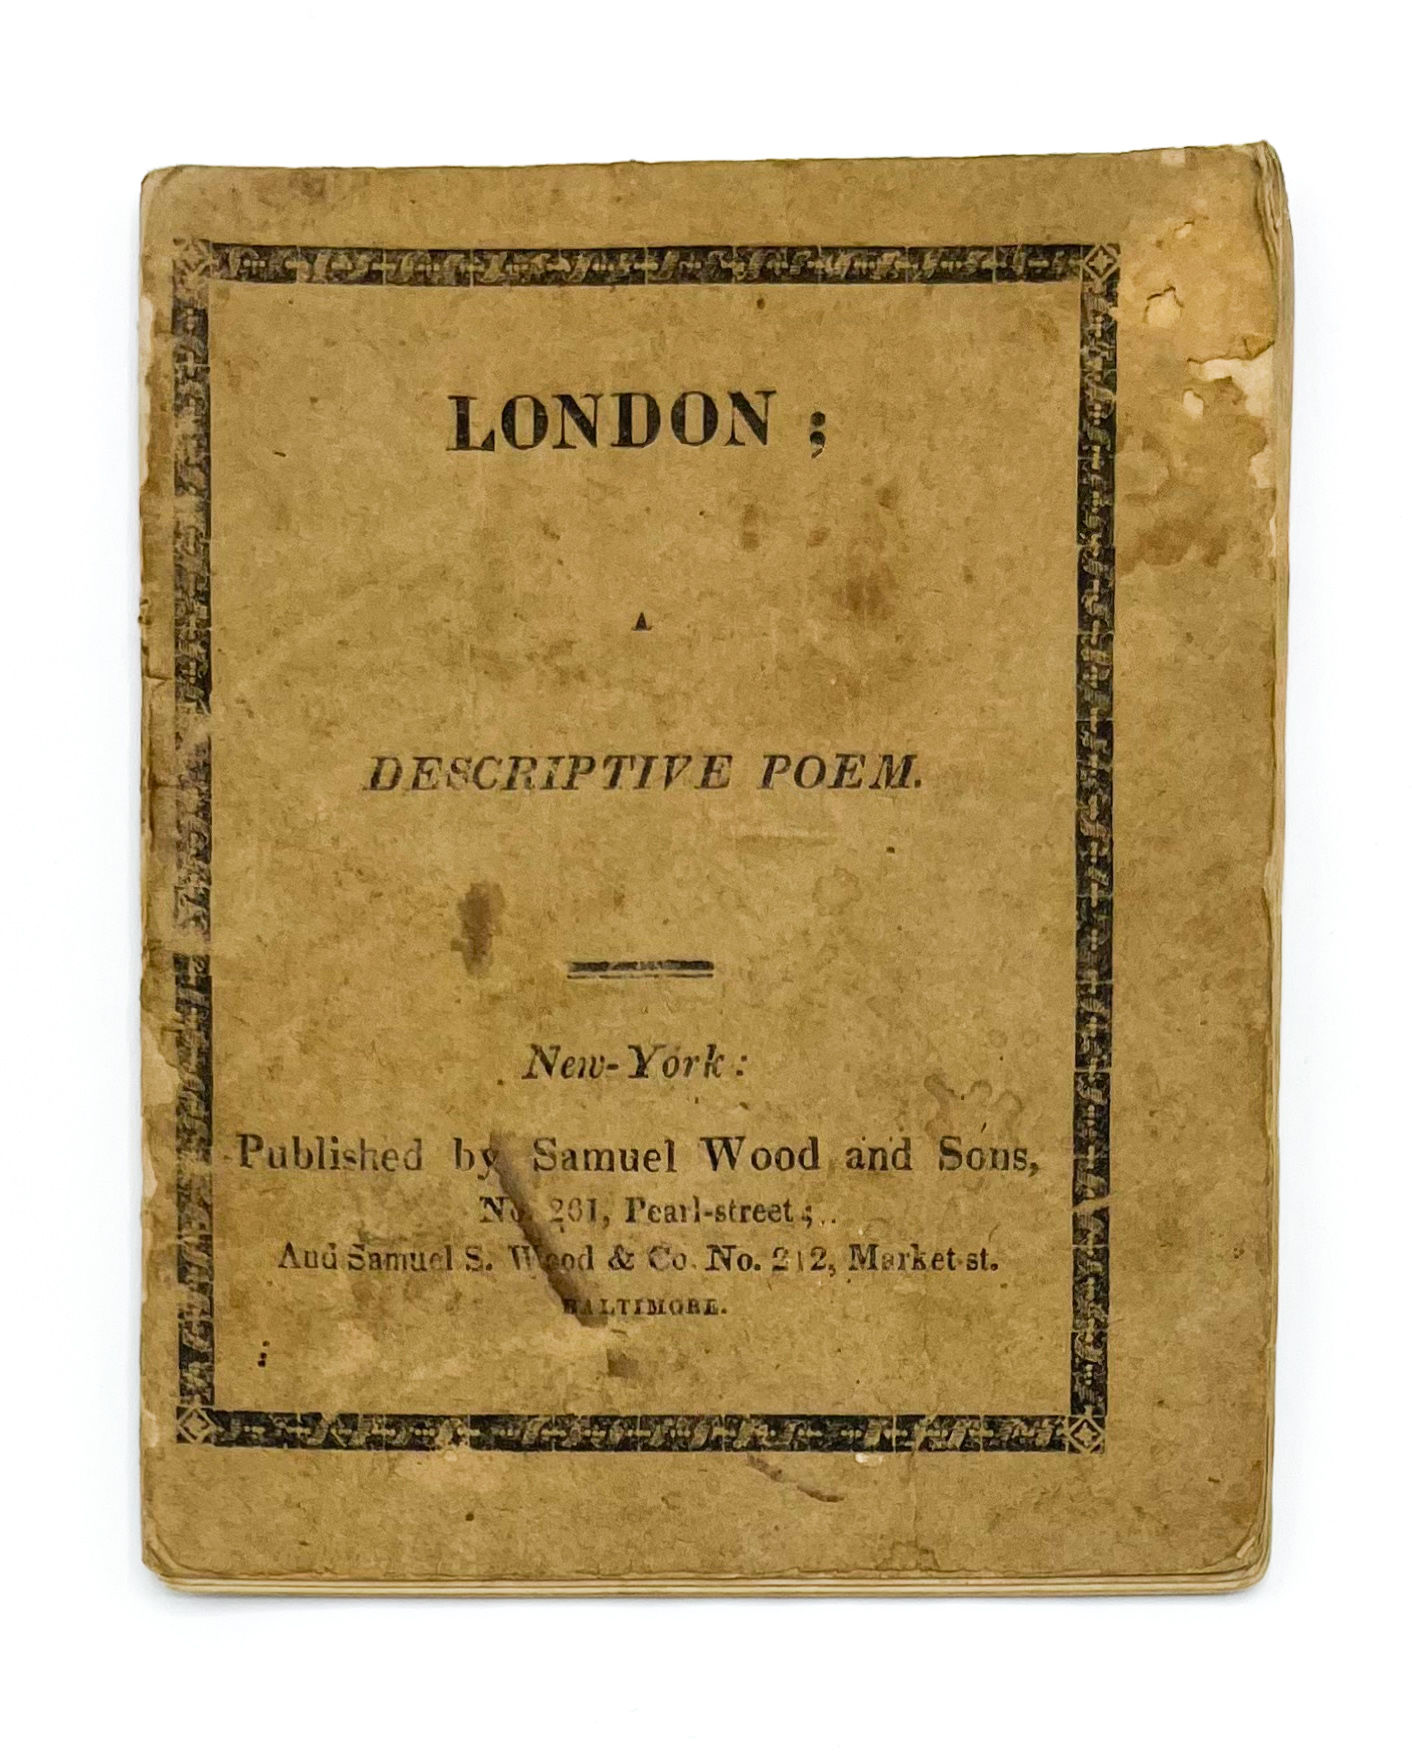 LONDON;
A
DESCRIPTIVE POEM.
New-York:
Published by Samuel Wood and Sons,
No. 261, Pearl-street;
And Samuel S. Wood & Co. No. 212, Market-st.
BALTIMORE.